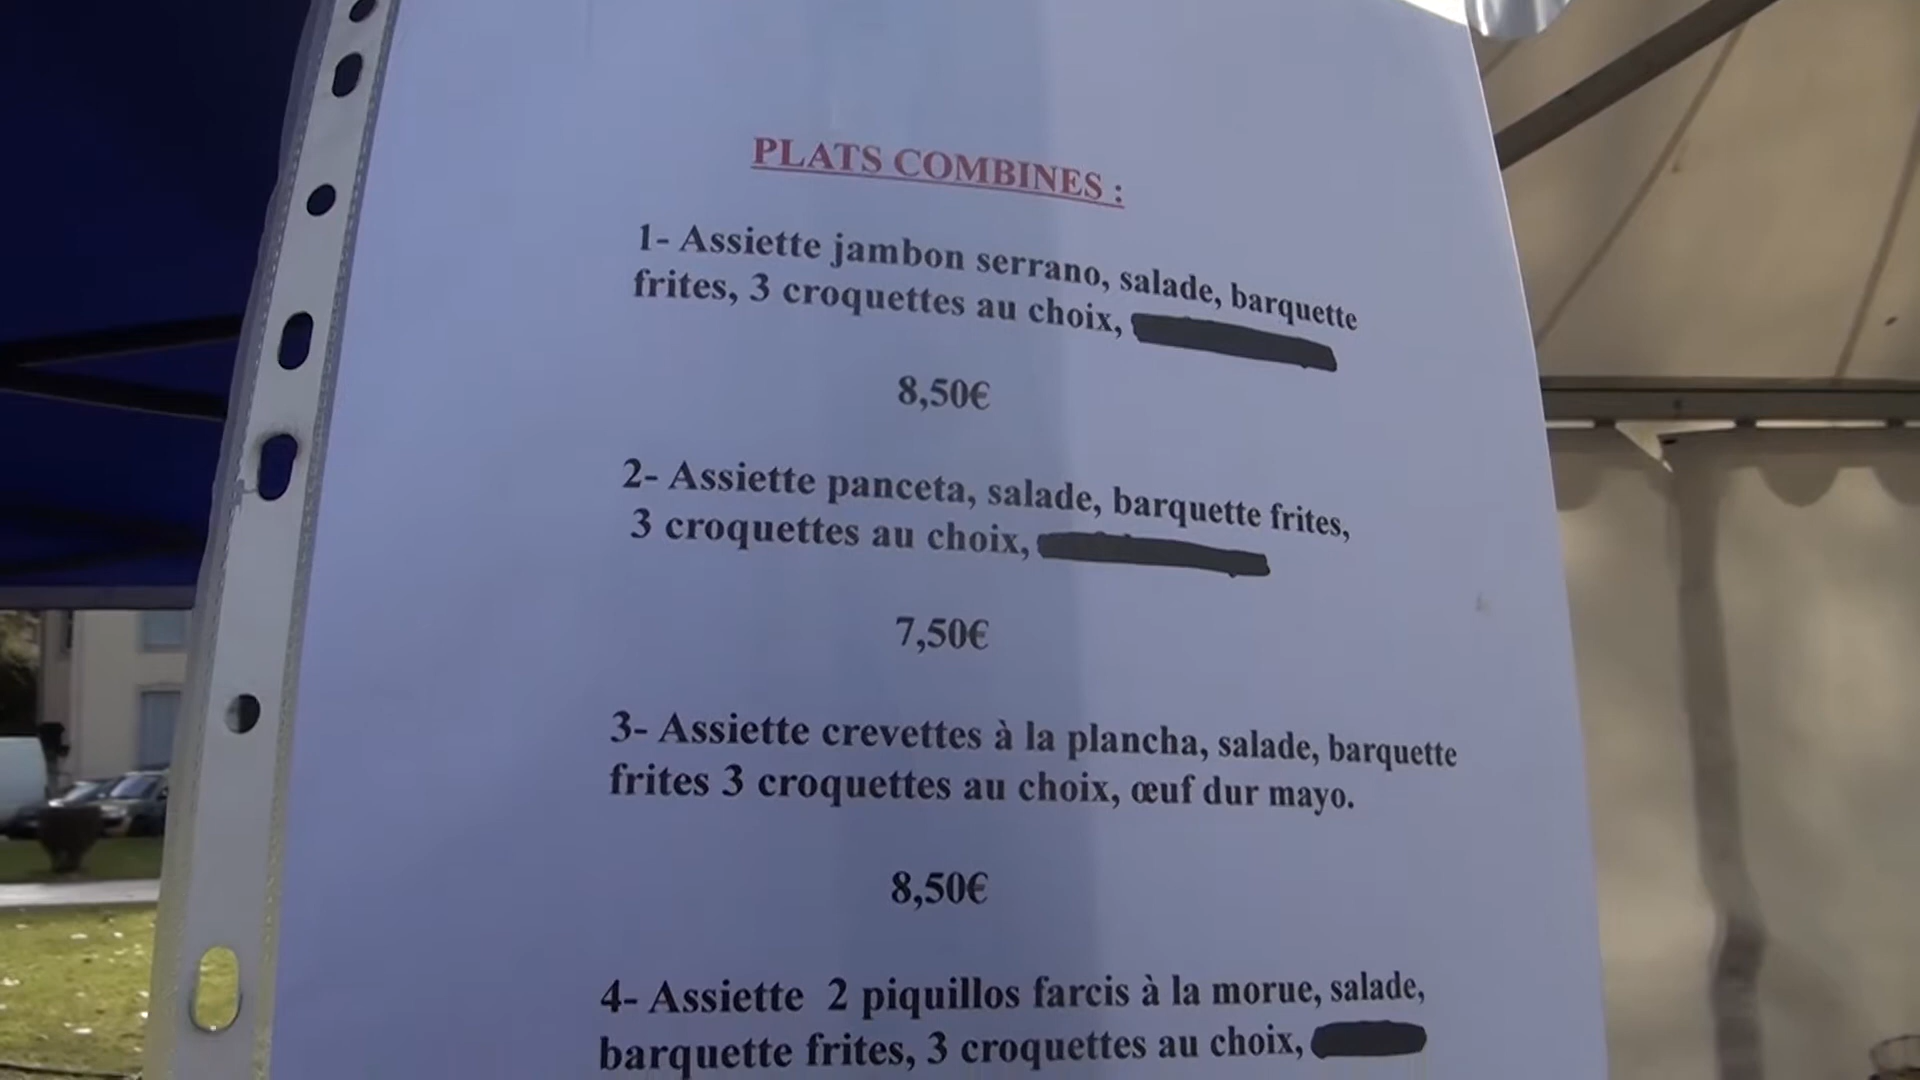 PLATS COMBINES :
1- Assiette jambon serrano, salade, barquette
frites, 3 croquettes au choix,
8,50€
2- Assiette panceta, salade, barquette frites,
3 croquettes au choix,
7,50€
3- Assiette crevettes à la plancha, salade, barquette
frites 3 croquettes au choix, œuf dur mayo.
8,50€
4- Assiette 2 piquillos farcis à la morue, salade,
barquette frites, 3 croquettes au choix,